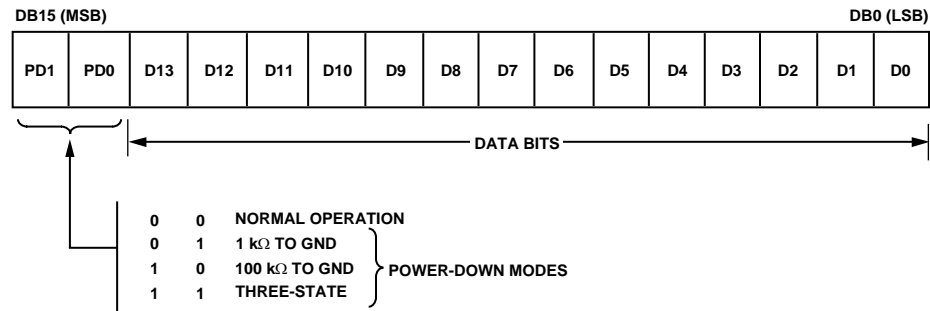 DB15 (MSB) DB0 (LSB)
PD1 PD0 D13 D12 D11 D10 D9 D8 D7 D6 D5 D4 D3 D2 D1 D0
DATA BITS
0 0 NORMAL OPERATION
0 1 1 kΩ TO GND
1 0 100 kΩ TO GND
1 1 THREE-STATE
POWER-DOWN MODES